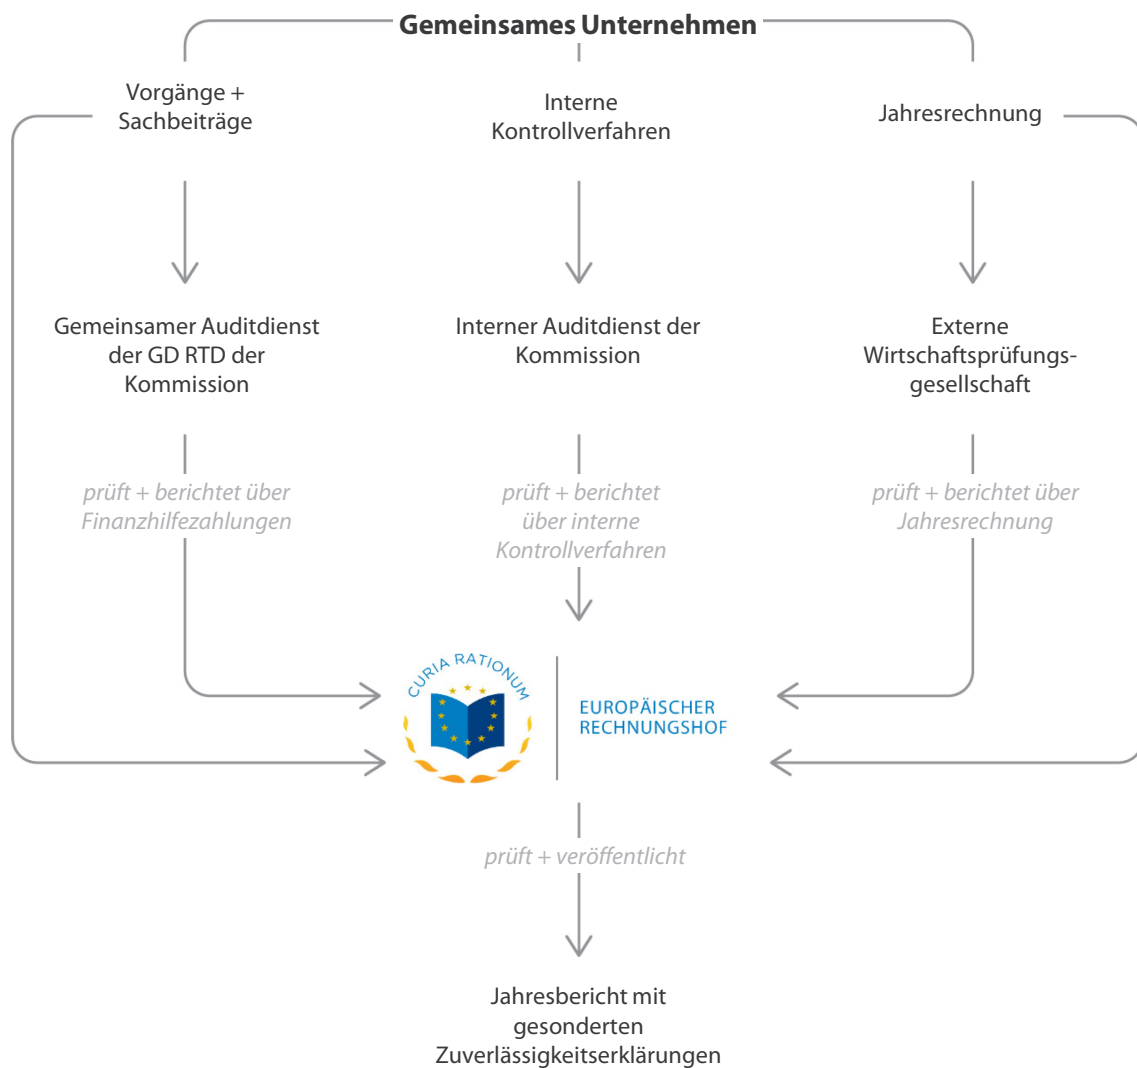 Gemeinsames Unternehmen
Vorgänge +
Sachbeiträge
Interne
Kontrollverfahren
Jahresrechnung
Gemeinsamer Auditdienst
der GD RTD der
Kommission
Interner Auditdienst der
Kommission
Externe
Wirtschaftsprüfungs-
gesellschaft
prüft + berichtet über
Finanzhilfezahlungen
prüft + berichtet
über interne
Kontrollverfahren
prüft + berichtet über
Jahresrechnung
CURIA RATIONUM
EUROPÄISCHER
RECHNUNGSHOF
prüft + veröffentlicht
Jahresbericht mit
gesonderten
Zuverlässigkeitserklärungen